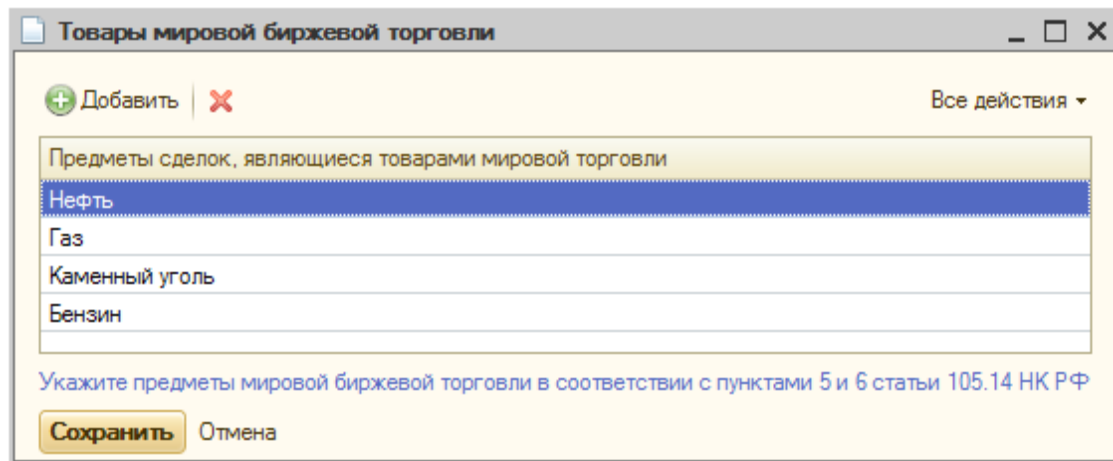 Товары мировой биржевой торговли
Добавить Все действия
Предметы сделок, являющиеся товарами мировой торговли
Нефть
Газ
Каменный уголь
Бензин
Укажите предметы мировой биржевой торговли в соответствии с пунктами 5 и 6 статьи 105.14 НК РФ
Сохранить Отмена